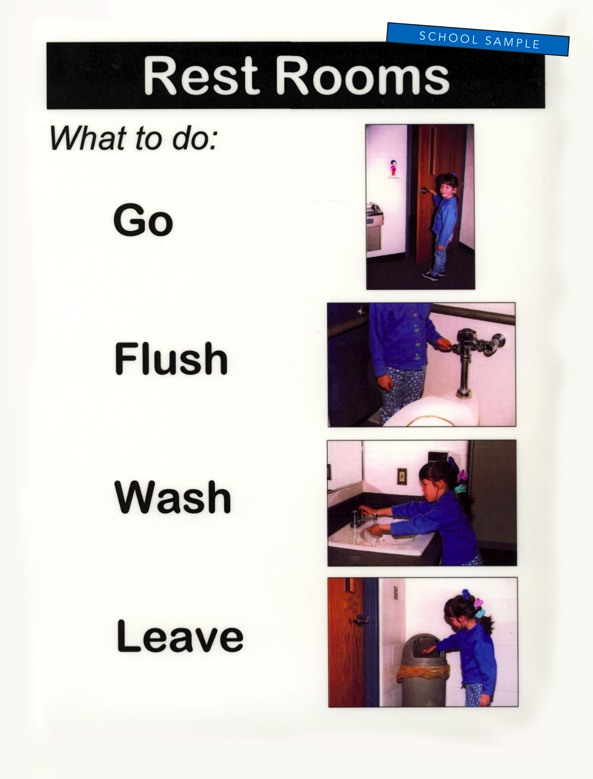 SCHOOL SAMPLE
Rest Rooms
What to do:
Go
Flush
Wash
Leave